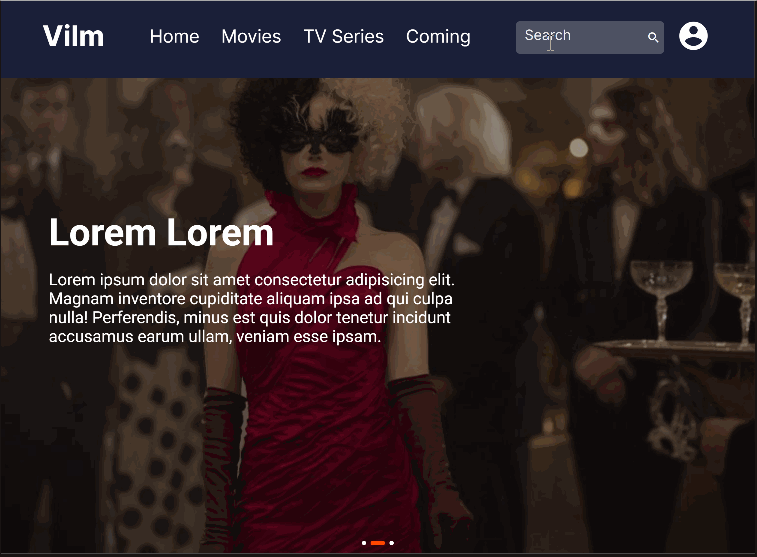 Vilm
Home Movies TV Series Coming
Search
Lorem Lorem
Lorem ipsum dolor sit amet consectetur adipisicing elit.
Magnam inventore cupiditate aliquam ipsa ad qui culpa
nulla! Perferendis, minus est quis dolor tenetur incidunt
accusamus earum ullam, veniam esse ipsam.